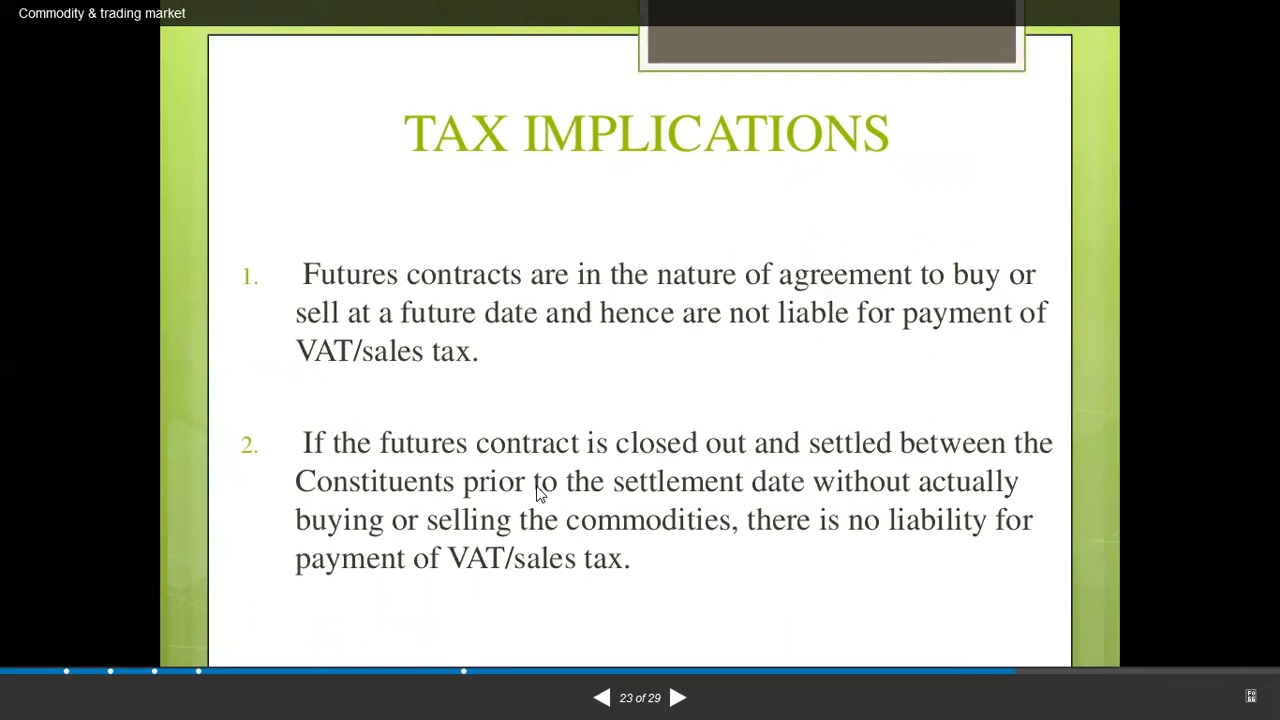 Commodity & trading market
TAX IMPLICATIONS
1. Futures contracts are in the nature of agreement to buy or
sell at a future date and hence are not liable for payment of
VAT/sales tax.
2. If the futures contract is closed out and settled between the
Constituents prior to the settlement date without actually
buying or selling the commodities, there is no liability for
payment of VAT/sales tax.
23 of 29